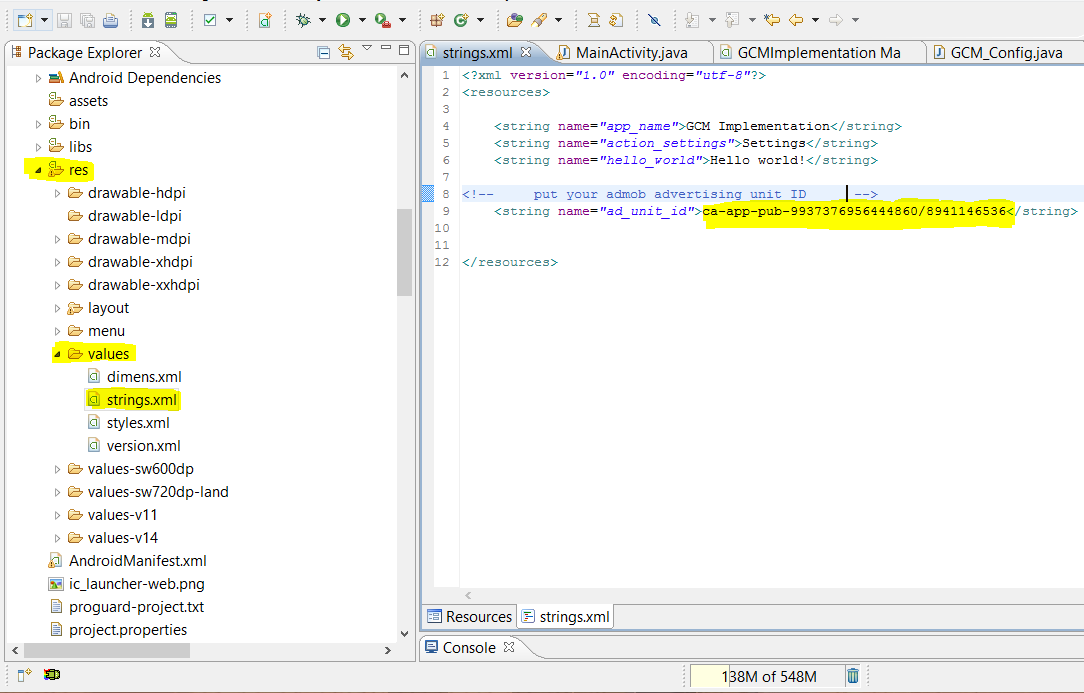 Package Explorer
Android Dependencies
assets
bin
libs
res
drawable-hdpi
drawable-ldpi
drawable-mdpi
drawable-xhdpi
drawable-xxhdpi
layout
menu
values
dimens.xml
strings.xml
styles.xml
version.xml
values-sw600dp
values-sw720dp-land
values-v11
values-v14
AndroidManifest.xml
ic_launcher-web.png
proguard-project.txt
project.properties
strings.xml MainActivity.java GCMImplementation Ma GCM_Config.java
1 <?xml version="1.0" encoding="utf-8"?>
2 <resources>
3
4 <string name="app_name">GCM Implementation</string>
5 <string name="action_settings">Settings</string>
6 <string name="hello_world">Hello world!</string>
7
8 <!-- put your admob advertising unit ID -->
9 <string name="ad_unit_id">ca-app-pub-9937376956444860/8941146536</string>
10
11
12 </resources>
Resources strings.xml
Console
138M of 548M